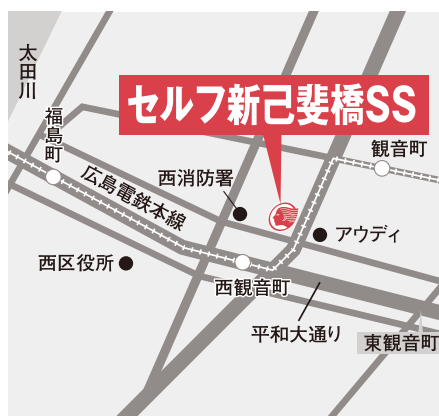 太田川
セルフ新己斐橋SS
福島町
観音町
広島電鉄本線
西消防署
アウディ
西区役所
西観音町
平和大通り
東観音町